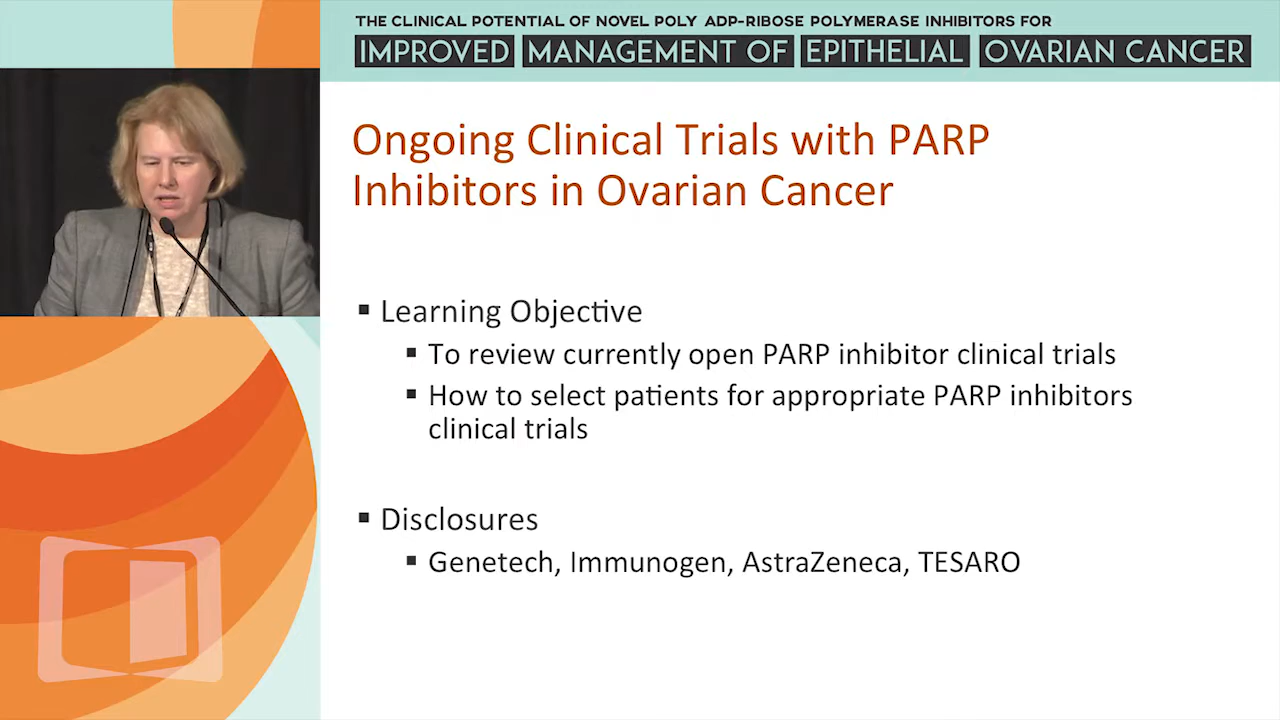 THE CLINICAL POTENTIAL OF NOVEL POLY ADP-RIBOSE POLYMERASE INHIBITORS FOR
IMPROVED MANAGEMENT OF EPITHELIAL OVARIAN CANCER
Ongoing Clinical Trials with PARP
Inhibitors in Ovarian Cancer
▪ Learning Objective
▪ To review currently open PARP inhibitor clinical trials
▪ How to select patients for appropriate PARP inhibitors
clinical trials
▪ Disclosures
▪ Genetech, Immunogen, AstraZeneca, TESARO